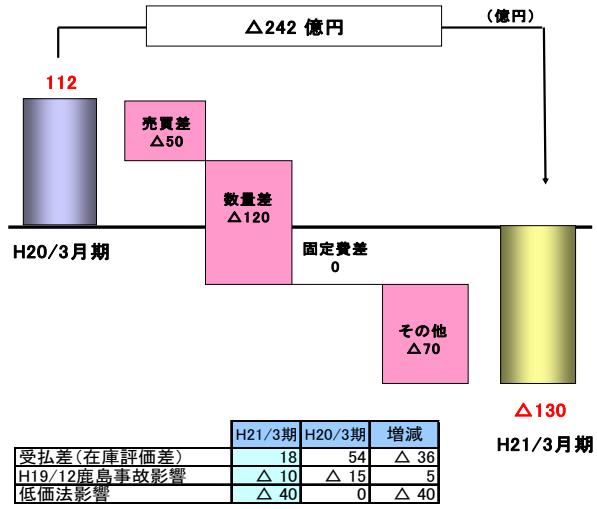 △242 億円
（億円）
112
売買差
△50
数量差
△120
H20/3月期
固定費差
0
その他
△70
△130
H21/3月期
H21/3期 H20/3期 増減
受払差（在庫評価差） 18 54 △ 36
H19/12鹿島事故影響 △ 10 △ 15 5
低価法影響 △ 40 0 △ 40